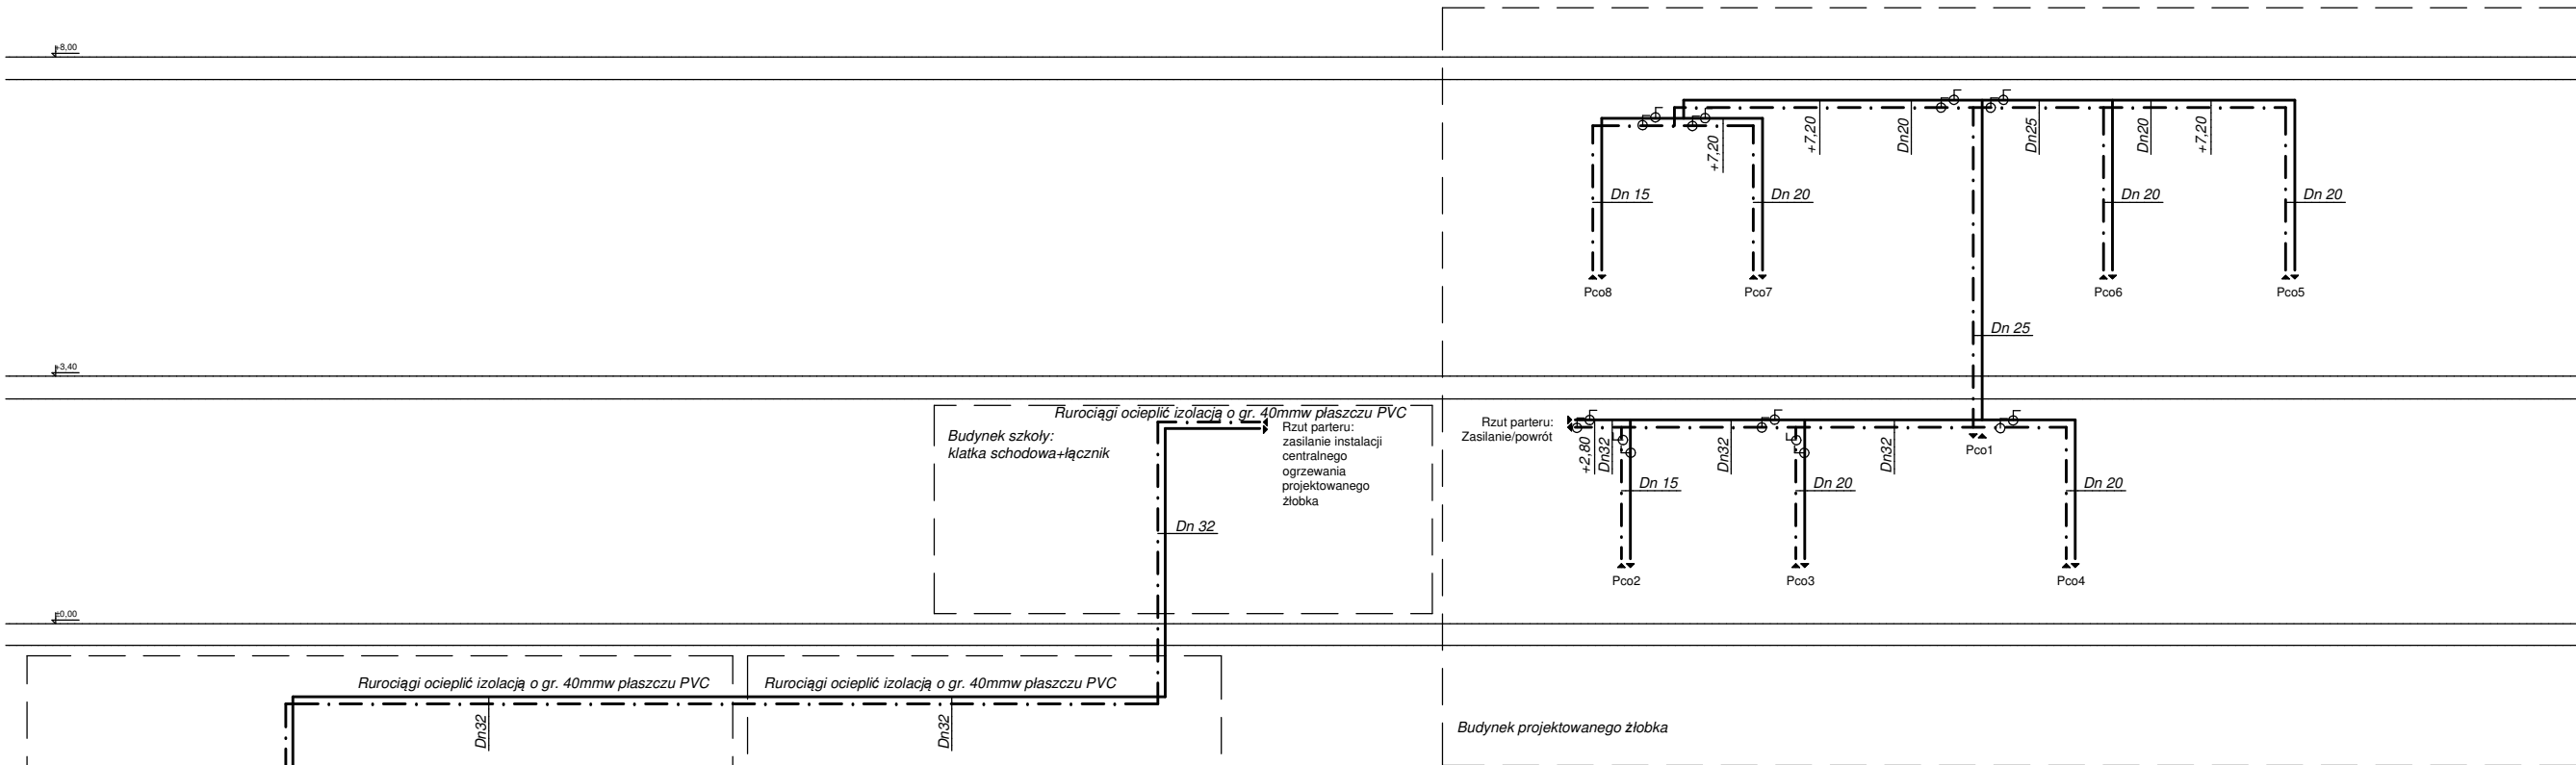 +8,00
+7,20
+7,20
Dn20
Dn25
Dn20
+7,20
Dn 15
Dn 20
Dn 20
Dn 20
Pco8
Pco7
Pco6
Pco5
Dn 25
+3,40
Rurociągi ocieplić izolacją o gr. 40mmw płaszczu PVC
Budynek szkoły:
klatka schodowa+łącznik
Rzut parteru:
zasilanie instalacji
centralnego
ogrzewania
projektowanego
żłobka
Dn 32
Rzut parteru:
Zasilanie/powrót
+2,80
Dn32
Dn32
Dn32
Pco1
Dn 15
Dn 20
Dn 20
Pco2
Pco3
Pco4
±0,00
Rurociągi ocieplić izolacją o gr. 40mmw płaszczu PVC
Rurociągi ocieplić izolacją o gr. 40mmw płaszczu PVC
Dn32
Dn32
Budynek projektowanego żłobka